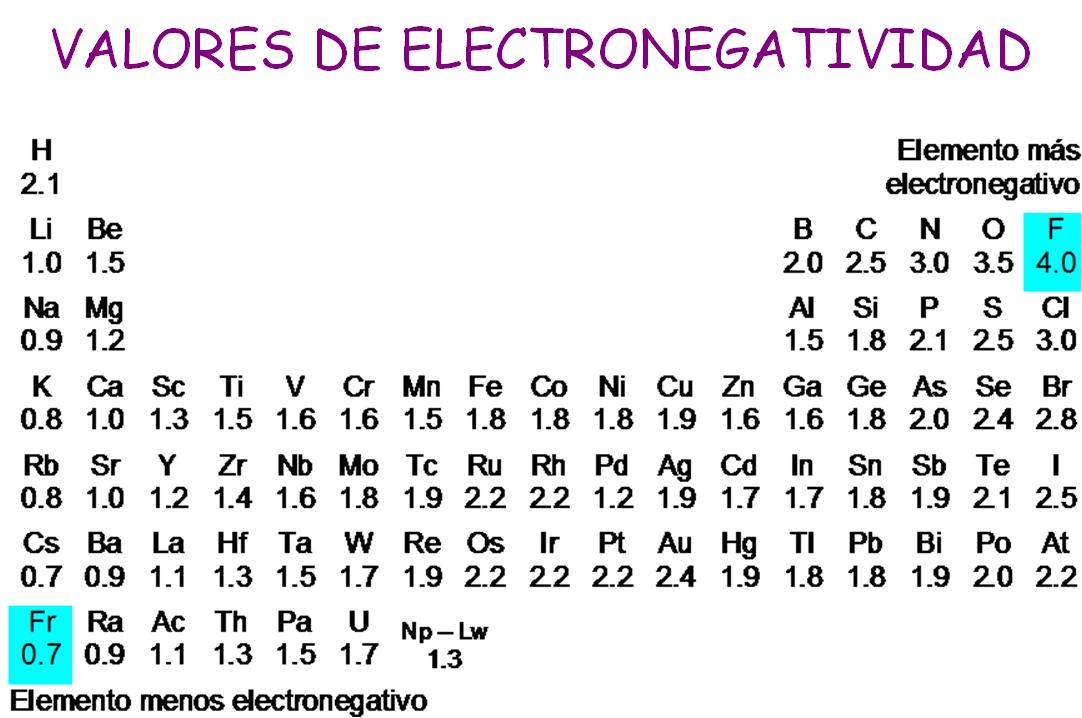 VALORES DE ELECTRONEGATIVIDAD
H Elemento más
2.1 electronegativo
Li Be B C N O F
1.0 1.5 2.0 2.5 3.0 3.5 4.0
Na Mg Al Si P S Cl
0.9 1.2 1.5 1.8 2.1 2.5 3.0
K Ca Sc Ti V Cr Mn Fe Co Ni Cu Zn Ga Ge As Se Br
0.8 1.0 1.3 1.5 1.6 1.6 1.5 1.8 1.8 1.8 1.9 1.6 1.6 1.8 2.0 2.4 2.8
Rb Sr Y Zr Nb Mo Tc Ru Rh Pd Ag Cd In Sn Sb Te I
0.8 1.0 1.2 1.4 1.6 1.8 1.9 2.2 2.2 1.2 1.9 1.7 1.7 1.8 1.9 2.1 2.5
Cs Ba La Hf Ta W Re Os Ir Pt Au Hg Tl Pb Bi Po At
0.7 0.9 1.1 1.3 1.5 1.7 1.9 2.2 2.2 2.2 2.4 1.9 1.8 1.8 1.9 2.0 2.2
Fr Ra Ac Th Pa U Np – Lw
0.7 0.9 1.1 1.3 1.5 1.7 1.3
Elemento menos electronegativo